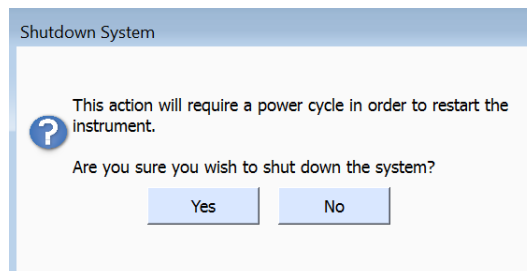 Shutdown System
This action will require a power cycle in order to restart the
instrument.
Are you sure you wish to shut down the system?
Yes
No